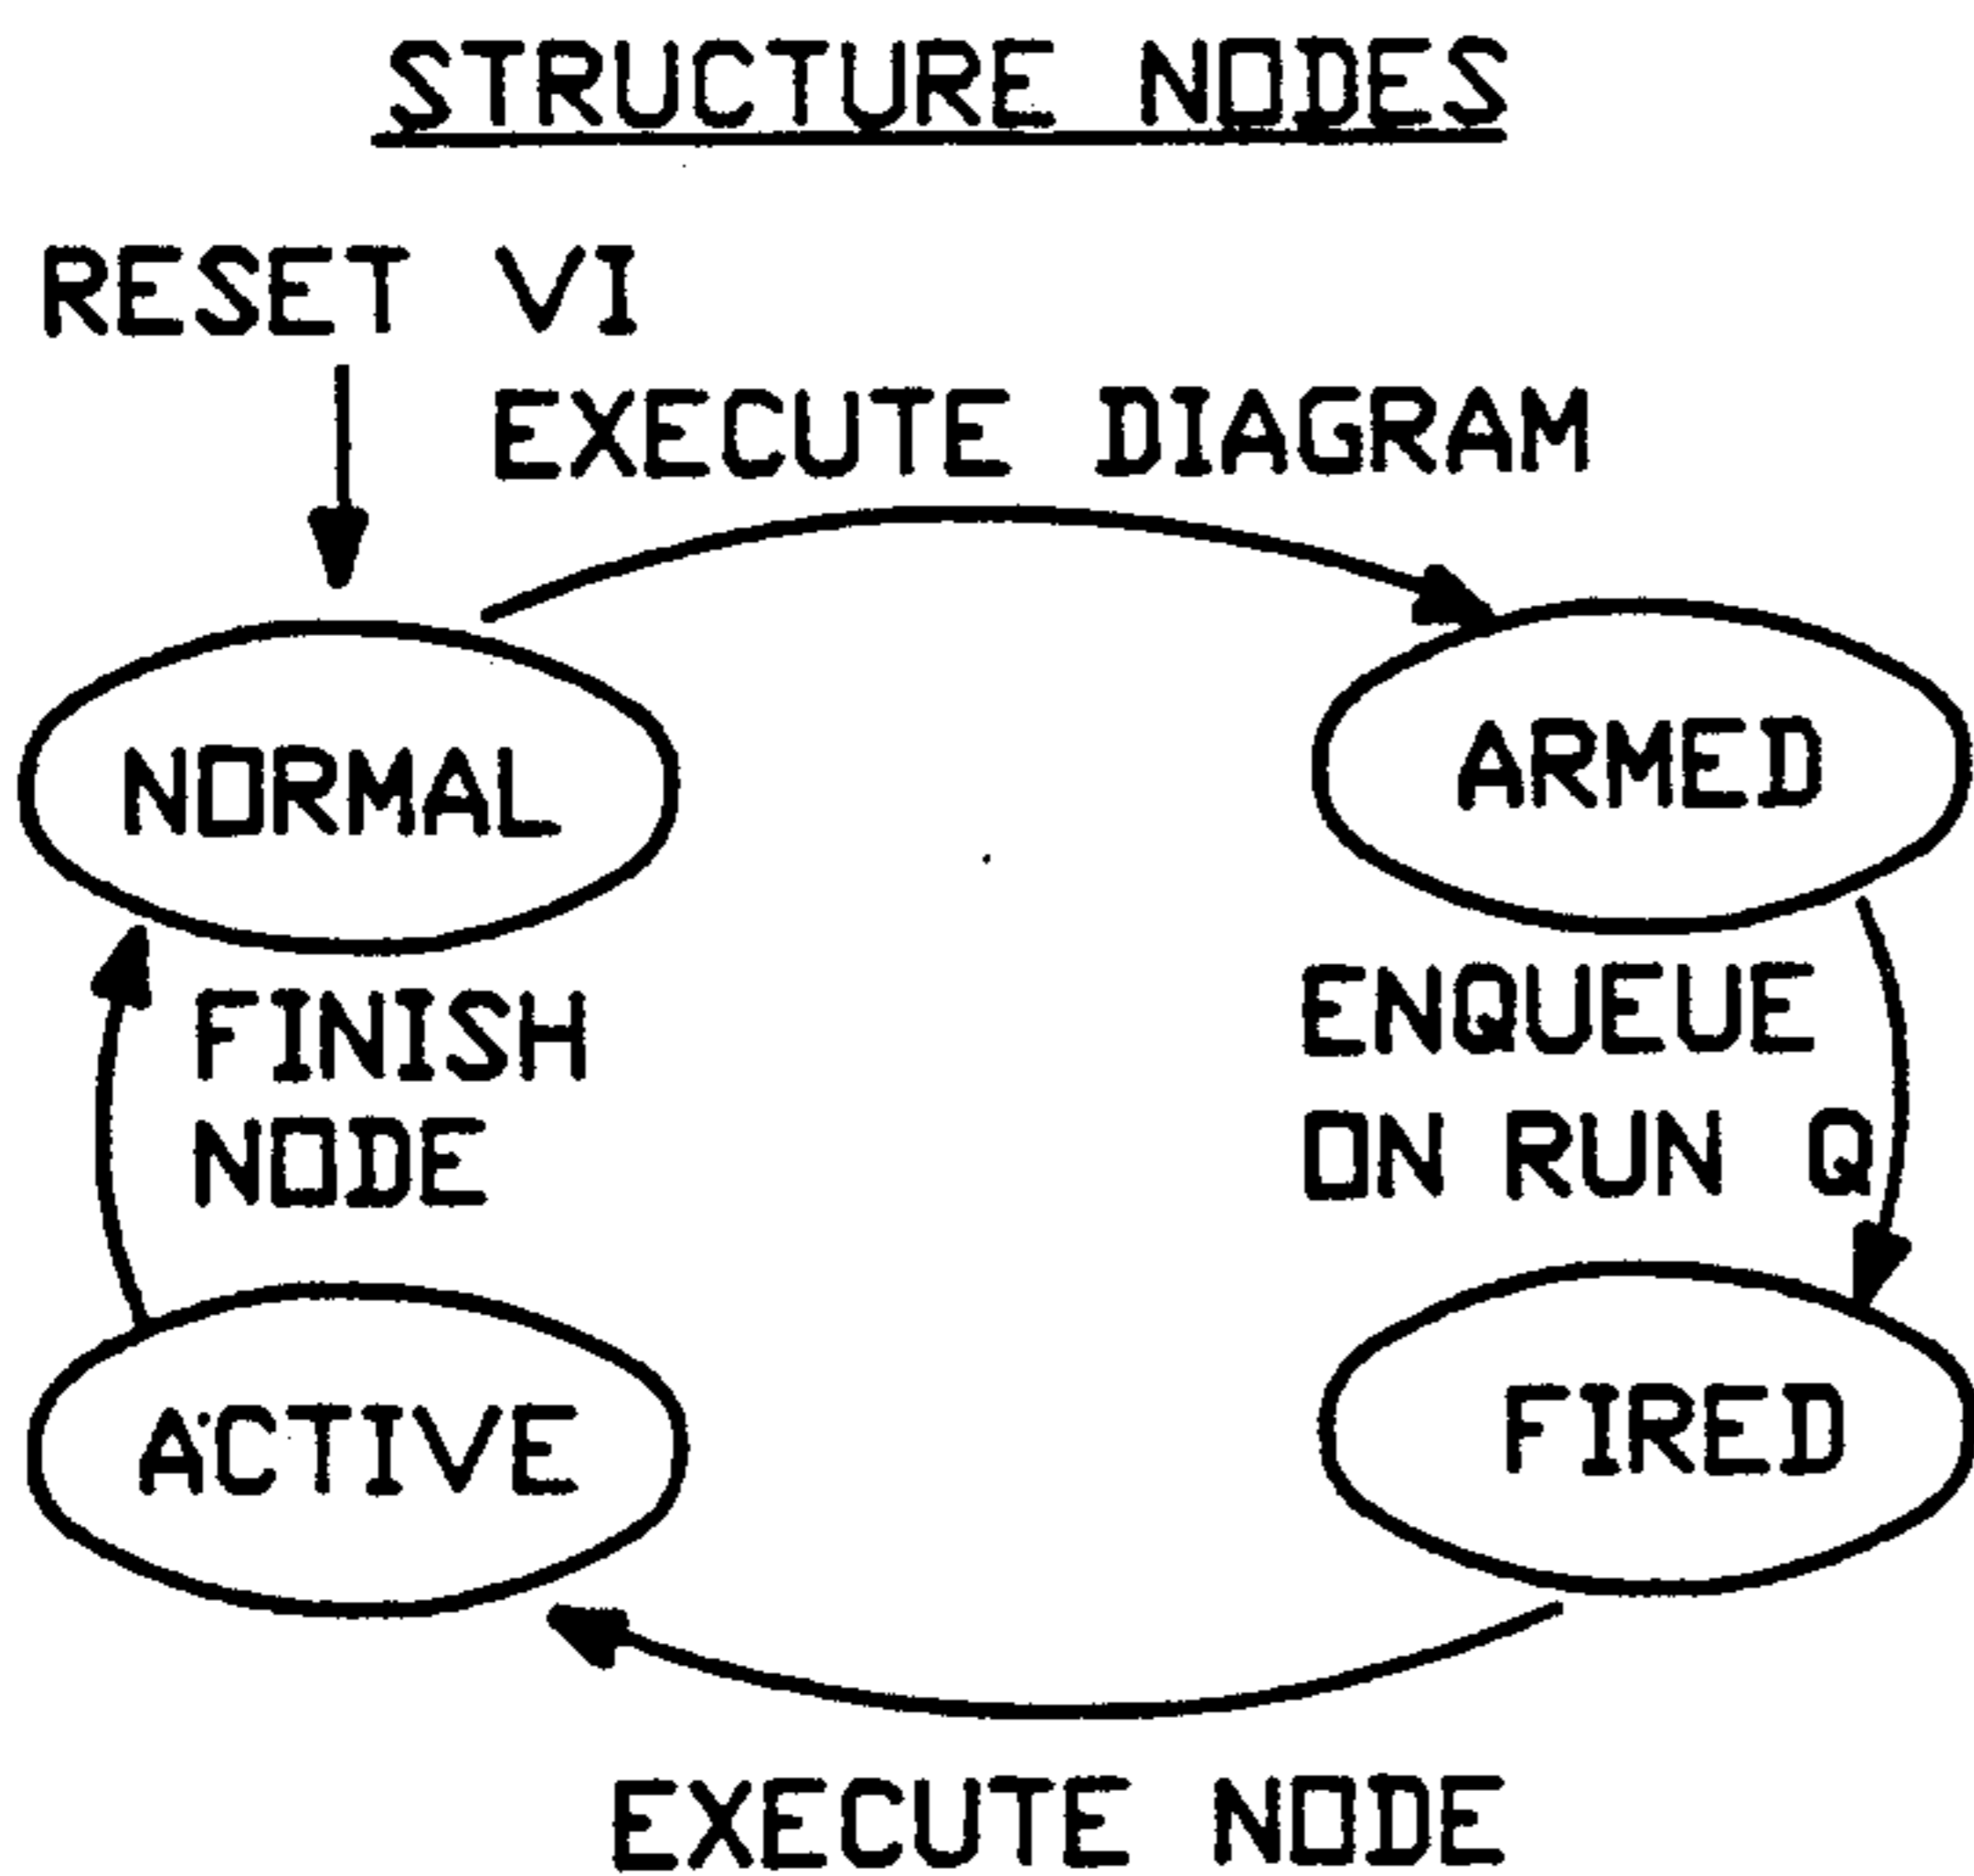 STRUCTURE NODES
RESET VI
EXECUTE DIAGRAM
NORMAL
ARMED
FINISH
NODE
ENQUEUE
ON RUN Q
ACTIVE
FIRED
EXECUTE NODE